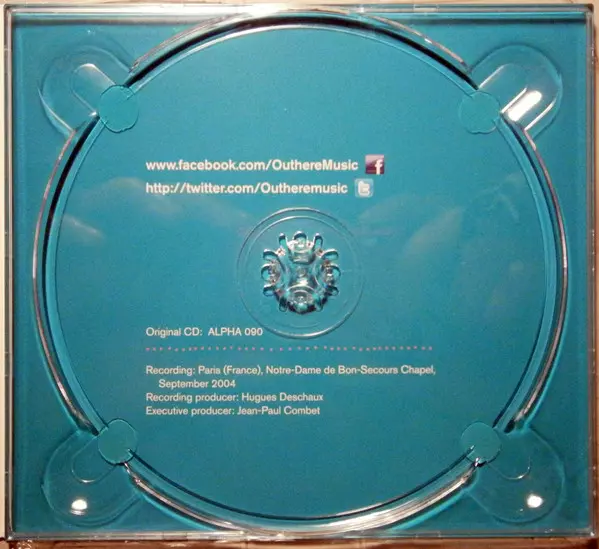 www.facebook.com/OuthereMusic f
http://twitter.com/Outheremusic t
Original CD: ALPHA 090
Recording: Paris (France), Notre-Dame de Bon-Secours Chapel,
September 2004
Recording producer: Hugues Deschaux
Executive producer: Jean-Paul Combet